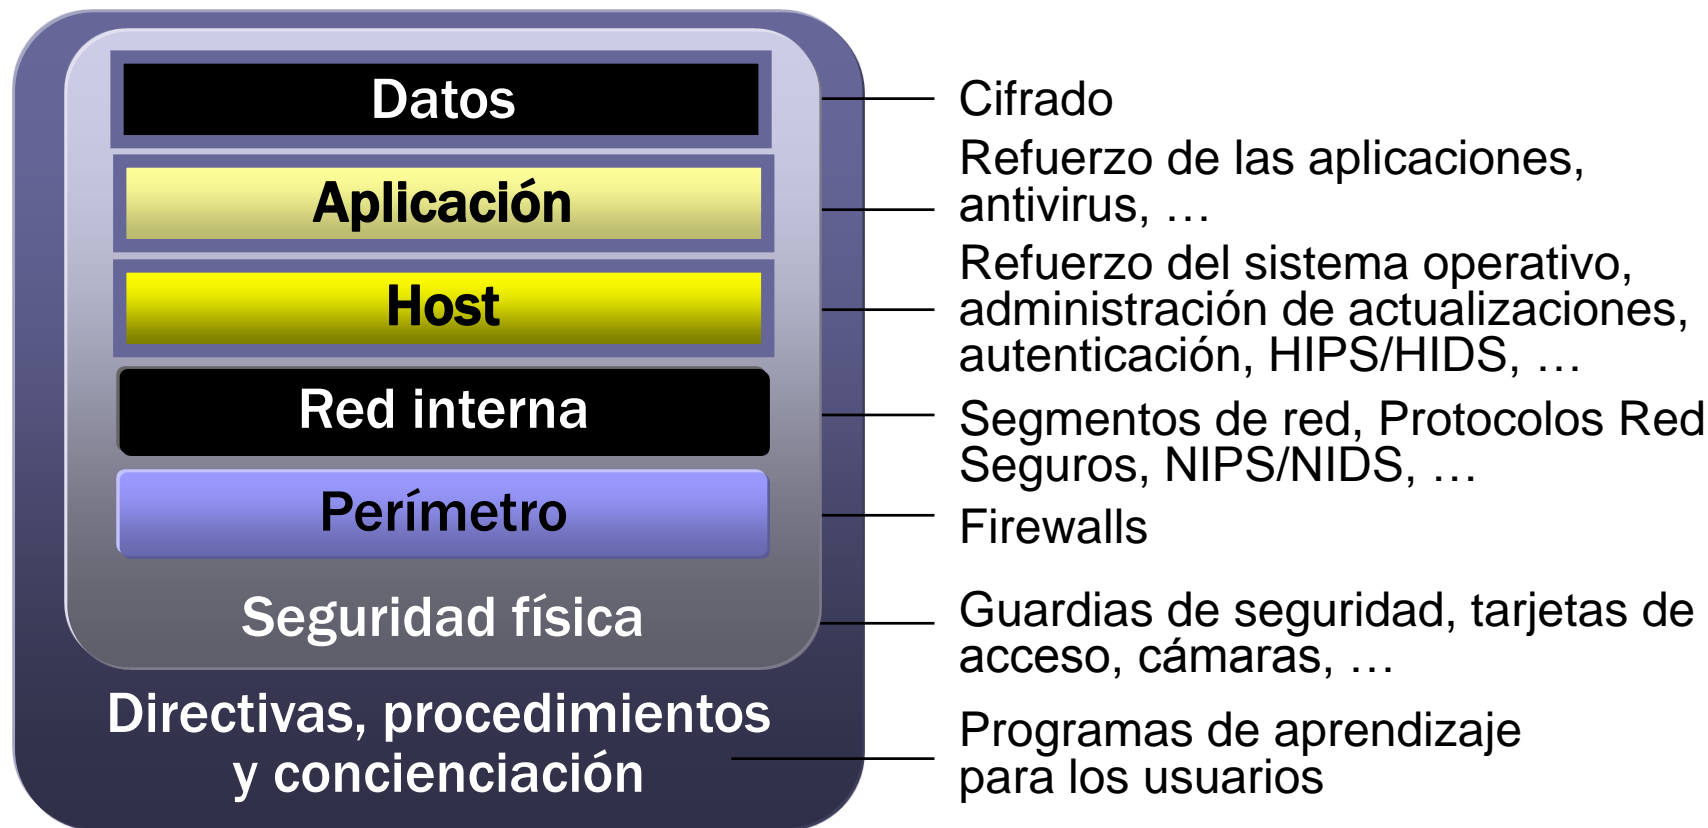 Datos
Cifrado
Aplicación
Refuerzo de las aplicaciones,
antivirus, …
Host
Refuerzo del sistema operativo,
administración de actualizaciones,
autenticación, HIPS/HIDS, …
Red interna
Segmentos de red, Protocolos Red
Seguros, NIPS/NIDS, …
Perímetro
Firewalls
Seguridad física
Guardias de seguridad, tarjetas de
acceso, cámaras, …
Directivas, procedimientos
y concienciación
Programas de aprendizaje
para los usuarios